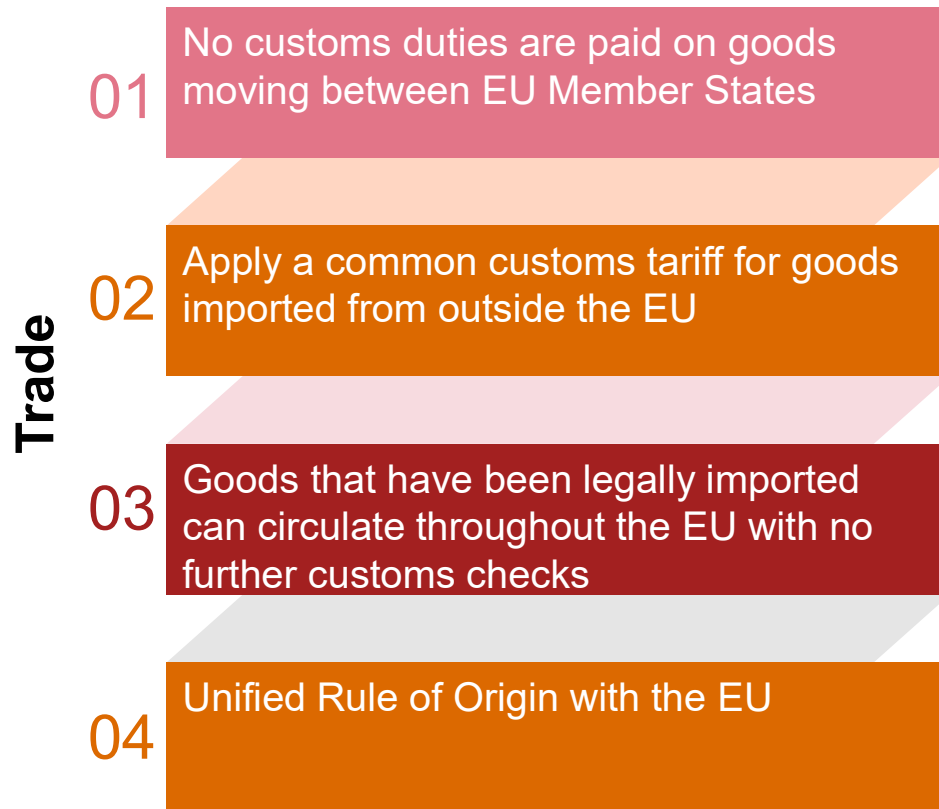 Trade
01
No customs duties are paid on goods
moving between EU Member States
02
Apply a common customs tariff for goods
imported from outside the EU
03
Goods that have been legally imported
can circulate throughout the EU with no
further customs checks
04
Unified Rule of Origin with the EU